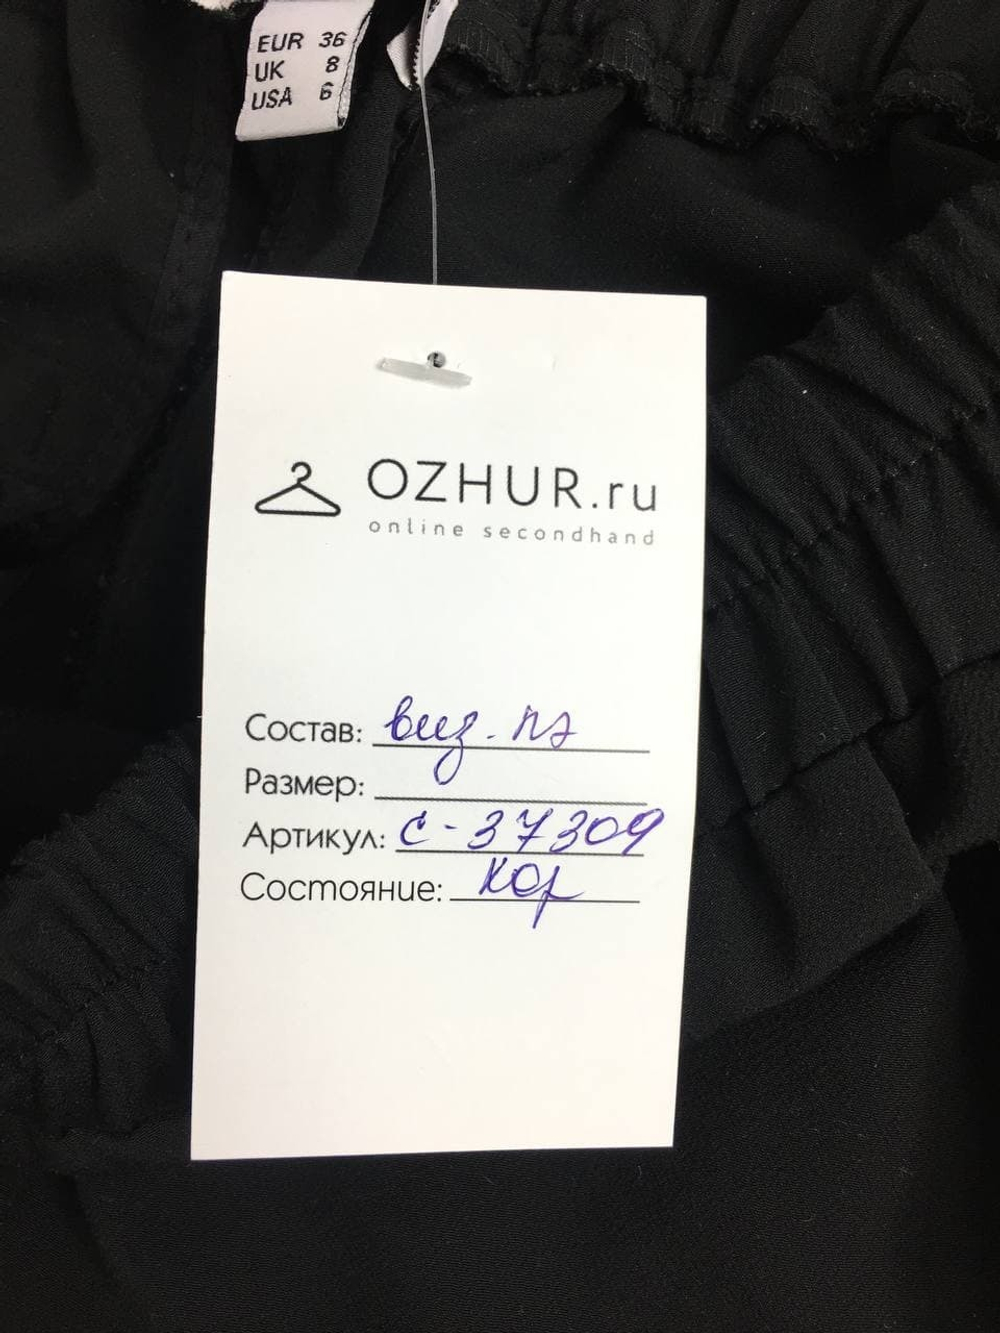 EUR 36
UK 8
USA 6
OZHUR.ru
online secondhand
Состав: виз. пэ
Размер:
Артикул: с-37309
Состояние: хор